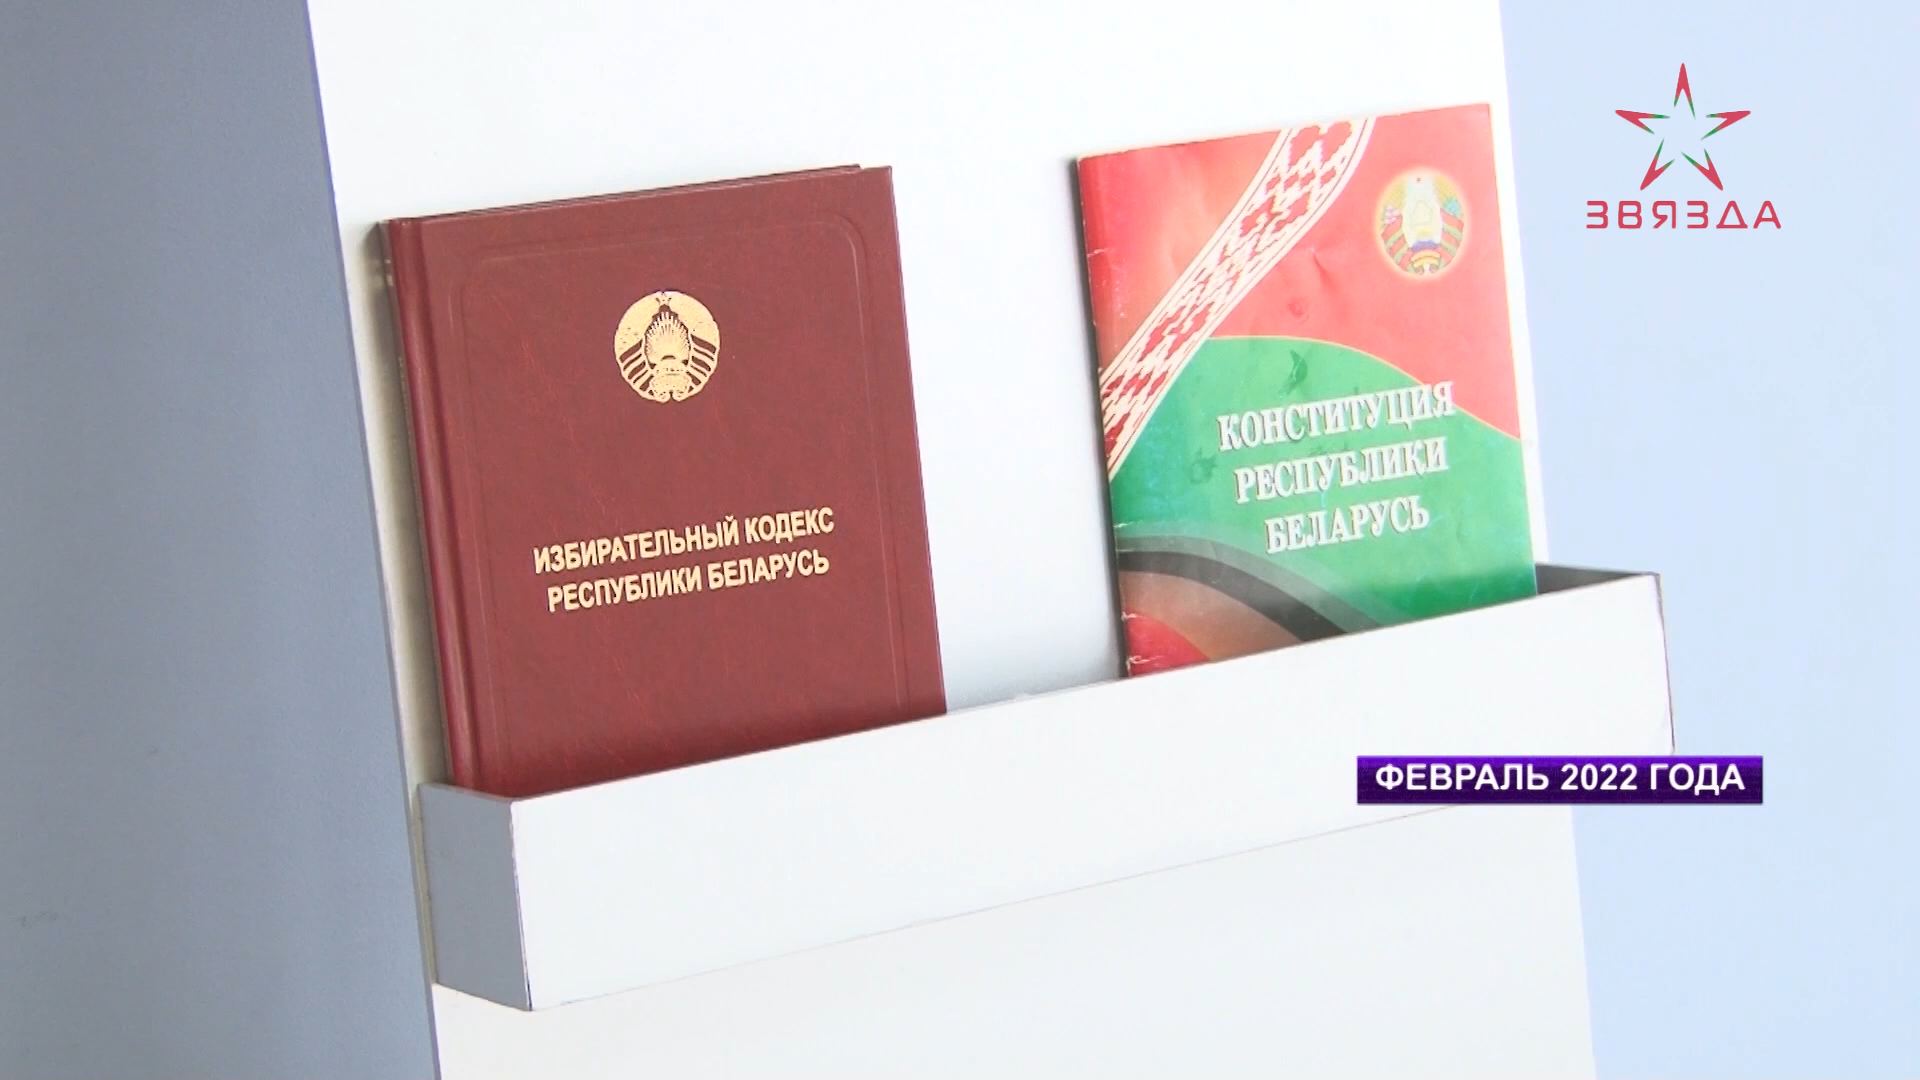 ЗВЯЗДА
ИЗБИРАТЕЛЬНЫЙ КОДЕКС
РЕСПУБЛИКИ БЕЛАРУСЬ
КОНСТИТУЦИЯ
РЕСПУБЛИКИ
БЕЛАРУСЬ
ФЕВРАЛЬ 2022 ГОДА